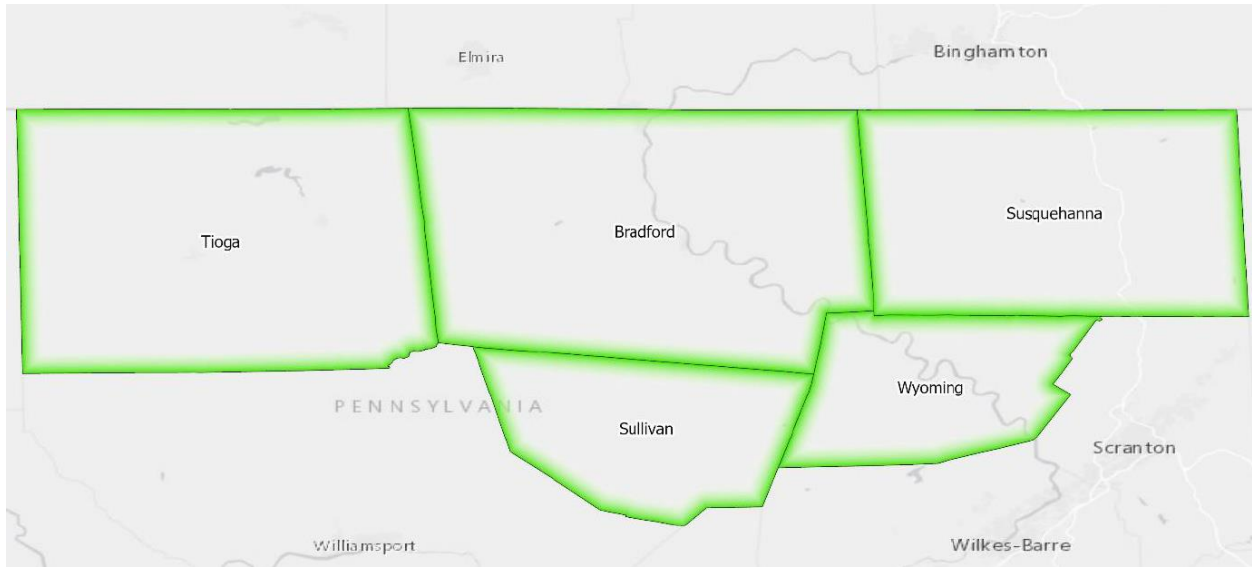 Elmira
Binghamton
Tioga
Bradford
Susquehanna
PENNSYLVANIA
Wyoming
Sullivan
Scranton
Williamsport
Wilkes-Barre